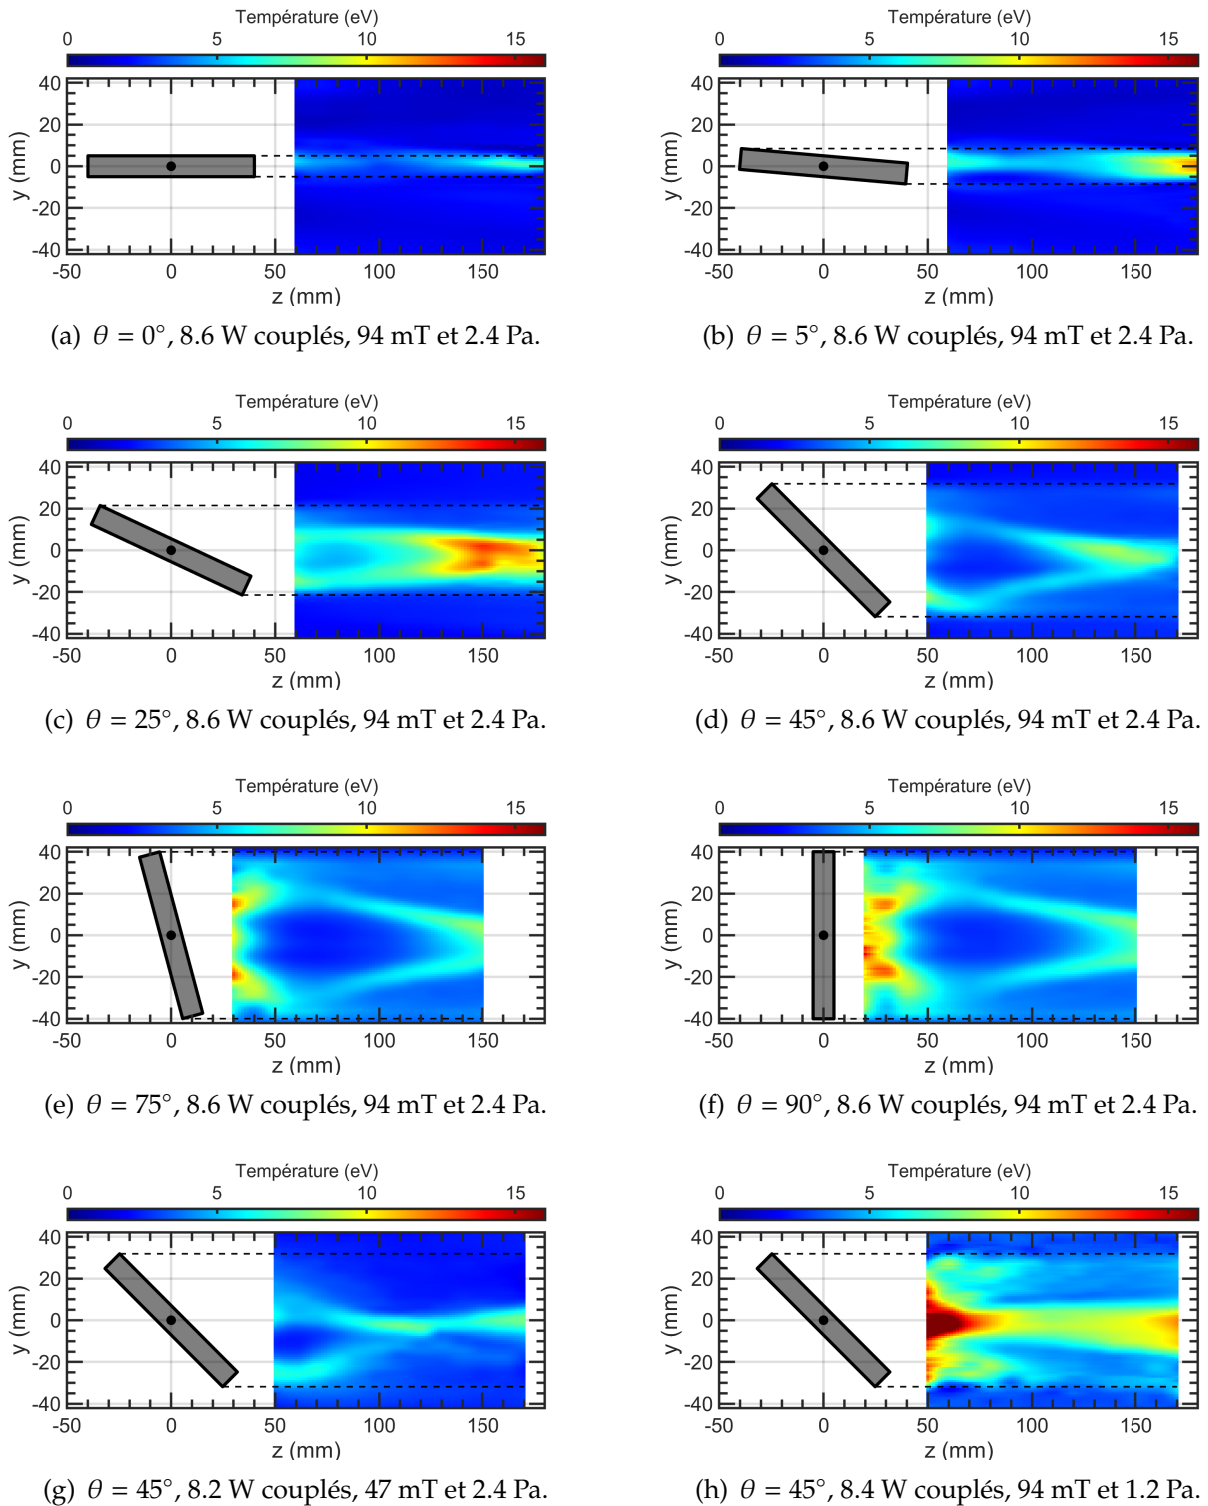 Température (eV)
0 5 10 15
40
20
0
-20
-40
y (mm)
-50 0 50 100 150
z (mm)
(a) θ = 0°, 8.6 W couplés, 94 mT et 2.4 Pa.
Température (eV)
0 5 10 15
40
20
0
-20
-40
y (mm)
-50 0 50 100 150
z (mm)
(b) θ = 5°, 8.6 W couplés, 94 mT et 2.4 Pa.
Température (eV)
0 5 10 15
40
20
0
-20
-40
y (mm)
-50 0 50 100 150
z (mm)
(c) θ = 25°, 8.6 W couplés, 94 mT et 2.4 Pa.
Température (eV)
0 5 10 15
40
20
0
-20
-40
y (mm)
-50 0 50 100 150
z (mm)
(d) θ = 45°, 8.6 W couplés, 94 mT et 2.4 Pa.
Température (eV)
0 5 10 15
40
20
0
-20
-40
y (mm)
-50 0 50 100 150
z (mm)
(e) θ = 75°, 8.6 W couplés, 94 mT et 2.4 Pa.
Température (eV)
0 5 10 15
40
20
0
-20
-40
y (mm)
-50 0 50 100 150
z (mm)
(f) θ = 90°, 8.6 W couplés, 94 mT et 2.4 Pa.
Température (eV)
0 5 10 15
40
20
0
-20
-40
y (mm)
-50 0 50 100 150
z (mm)
(g) θ = 45°, 8.2 W couplés, 47 mT et 2.4 Pa.
Température (eV)
0 5 10 15
40
20
0
-20
-40
y (mm)
-50 0 50 100 150
z (mm)
(h) θ = 45°, 8.4 W couplés, 94 mT et 1.2 Pa.